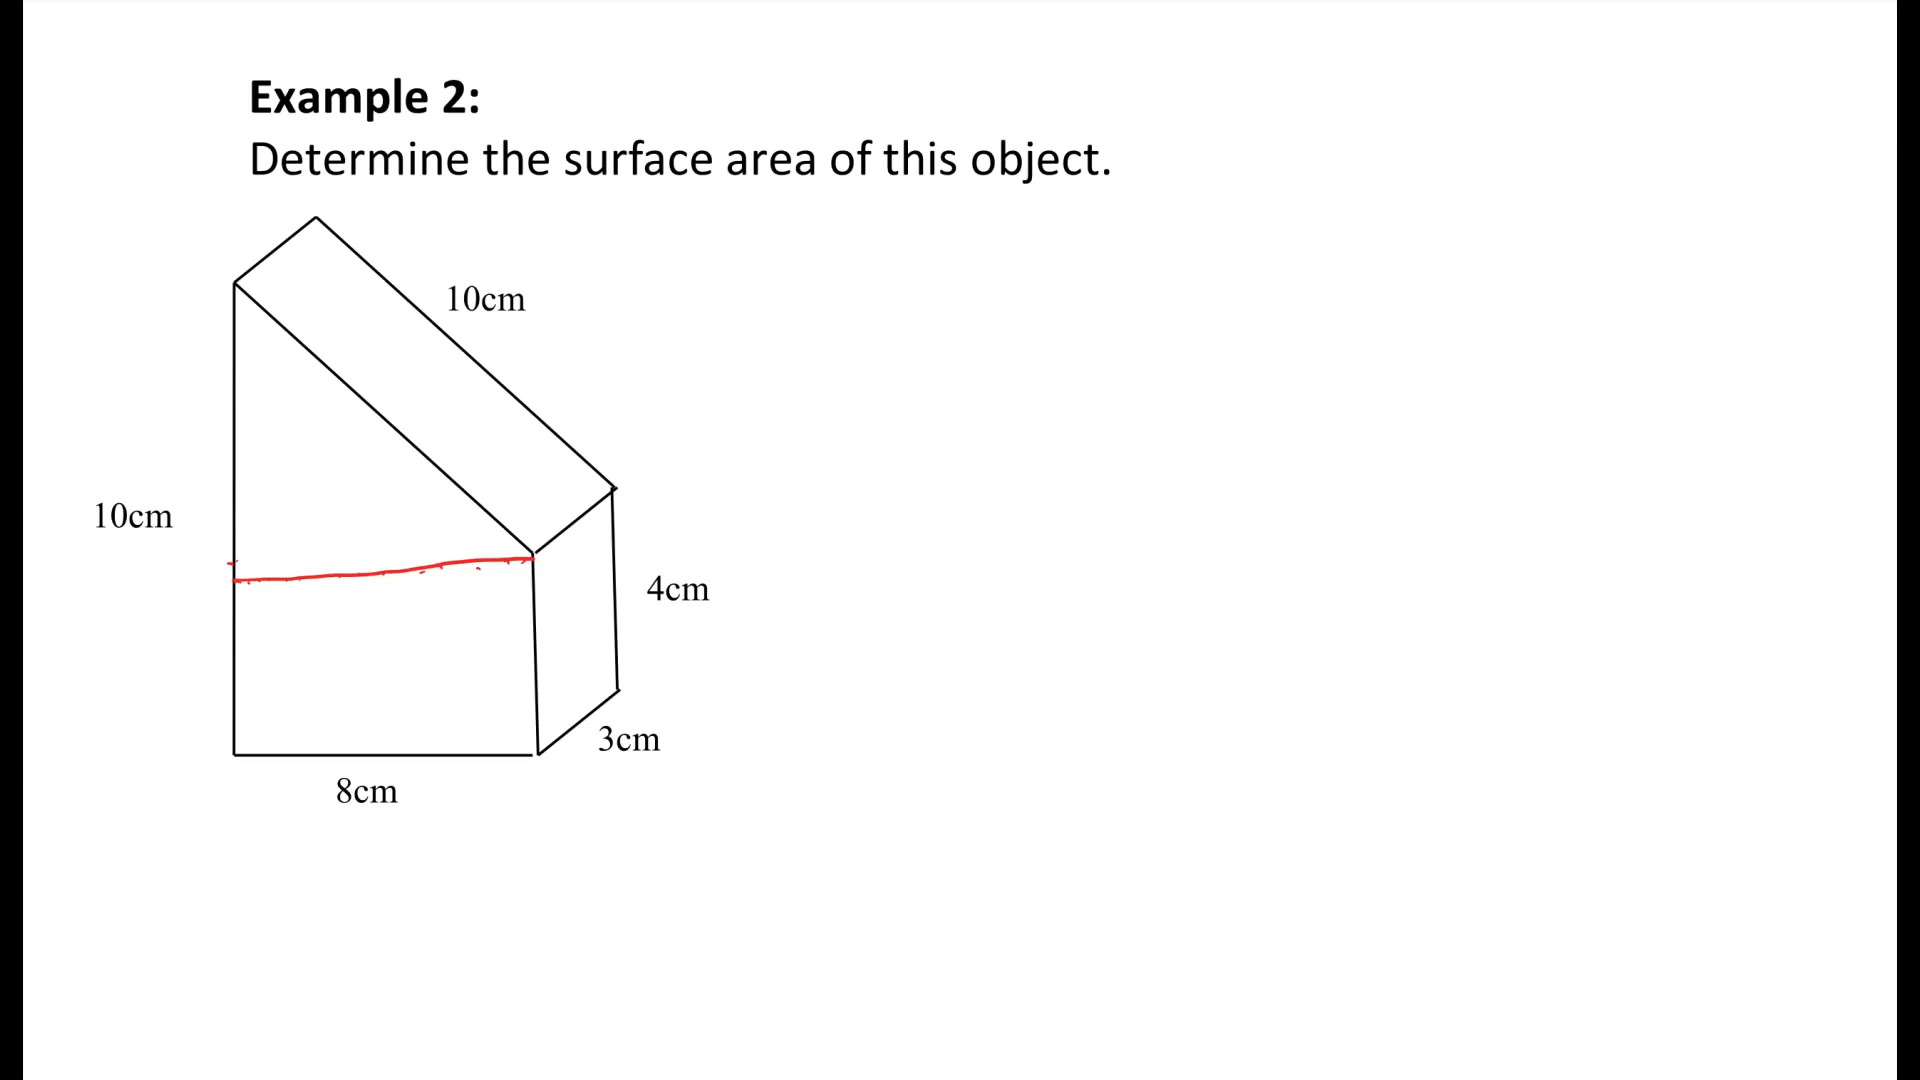 Example 2:
Determine the surface area of this object.
10cm
10cm
4cm
3cm
8cm